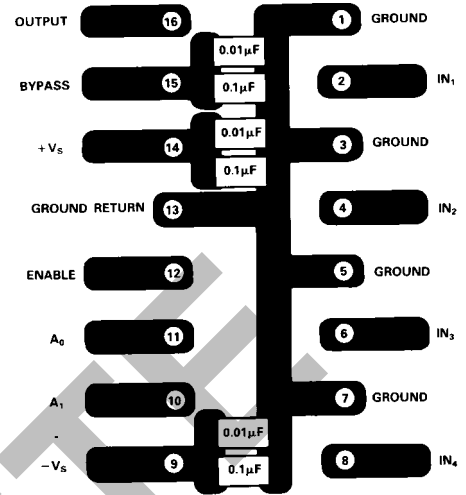 OUTPUT 16 1 GROUND
0.01µF
BYPASS 15 0.1µF 2 IN₁
0.01µF
+VS 14 3 GROUND
0.1µF
GROUND RETURN 13 4 IN₂
ENABLE 12 5 GROUND
A₀ 11 6 IN₃
A₁ 10 7 GROUND
0.01µF
-VS 9 0.1µF 8 IN₄